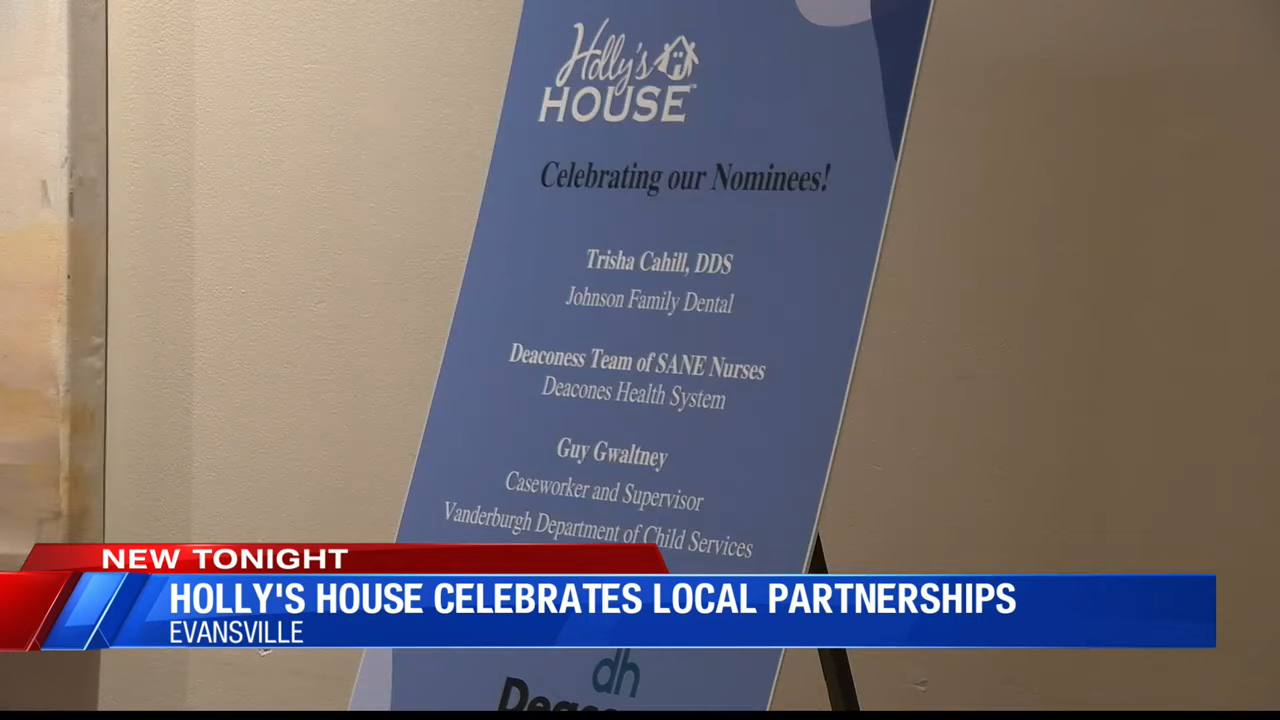 Holly's
HOUSE
Celebrating our Nominees!
Trisha Cahill, DDS
Johnson Family Dental
Deaconess Team of SANE Nurses
Deacones Health System
Guy Gwaltney
Caseworker and Supervisor
Vanderburgh Department of Child Services
NEW TONIGHT
HOLLY'S HOUSE CELEBRATES LOCAL PARTNERSHIPS
EVANSVILLE
dh